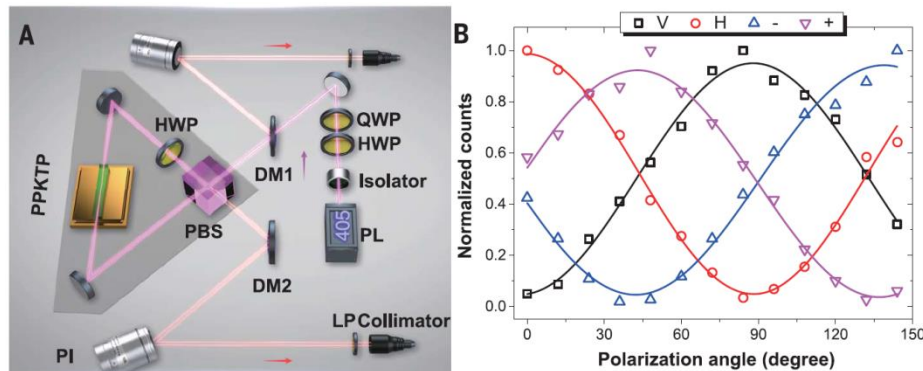 A
HWP
PPKTP
PBS
DM1
QWP
HWP
Isolator
405
PL
DM2
PI
LP Collimator
B
V H - +
Normalized counts
1.0
0.8
0.6
0.4
0.2
0.0
0 30 60 90 120 150
Polarization angle (degree)